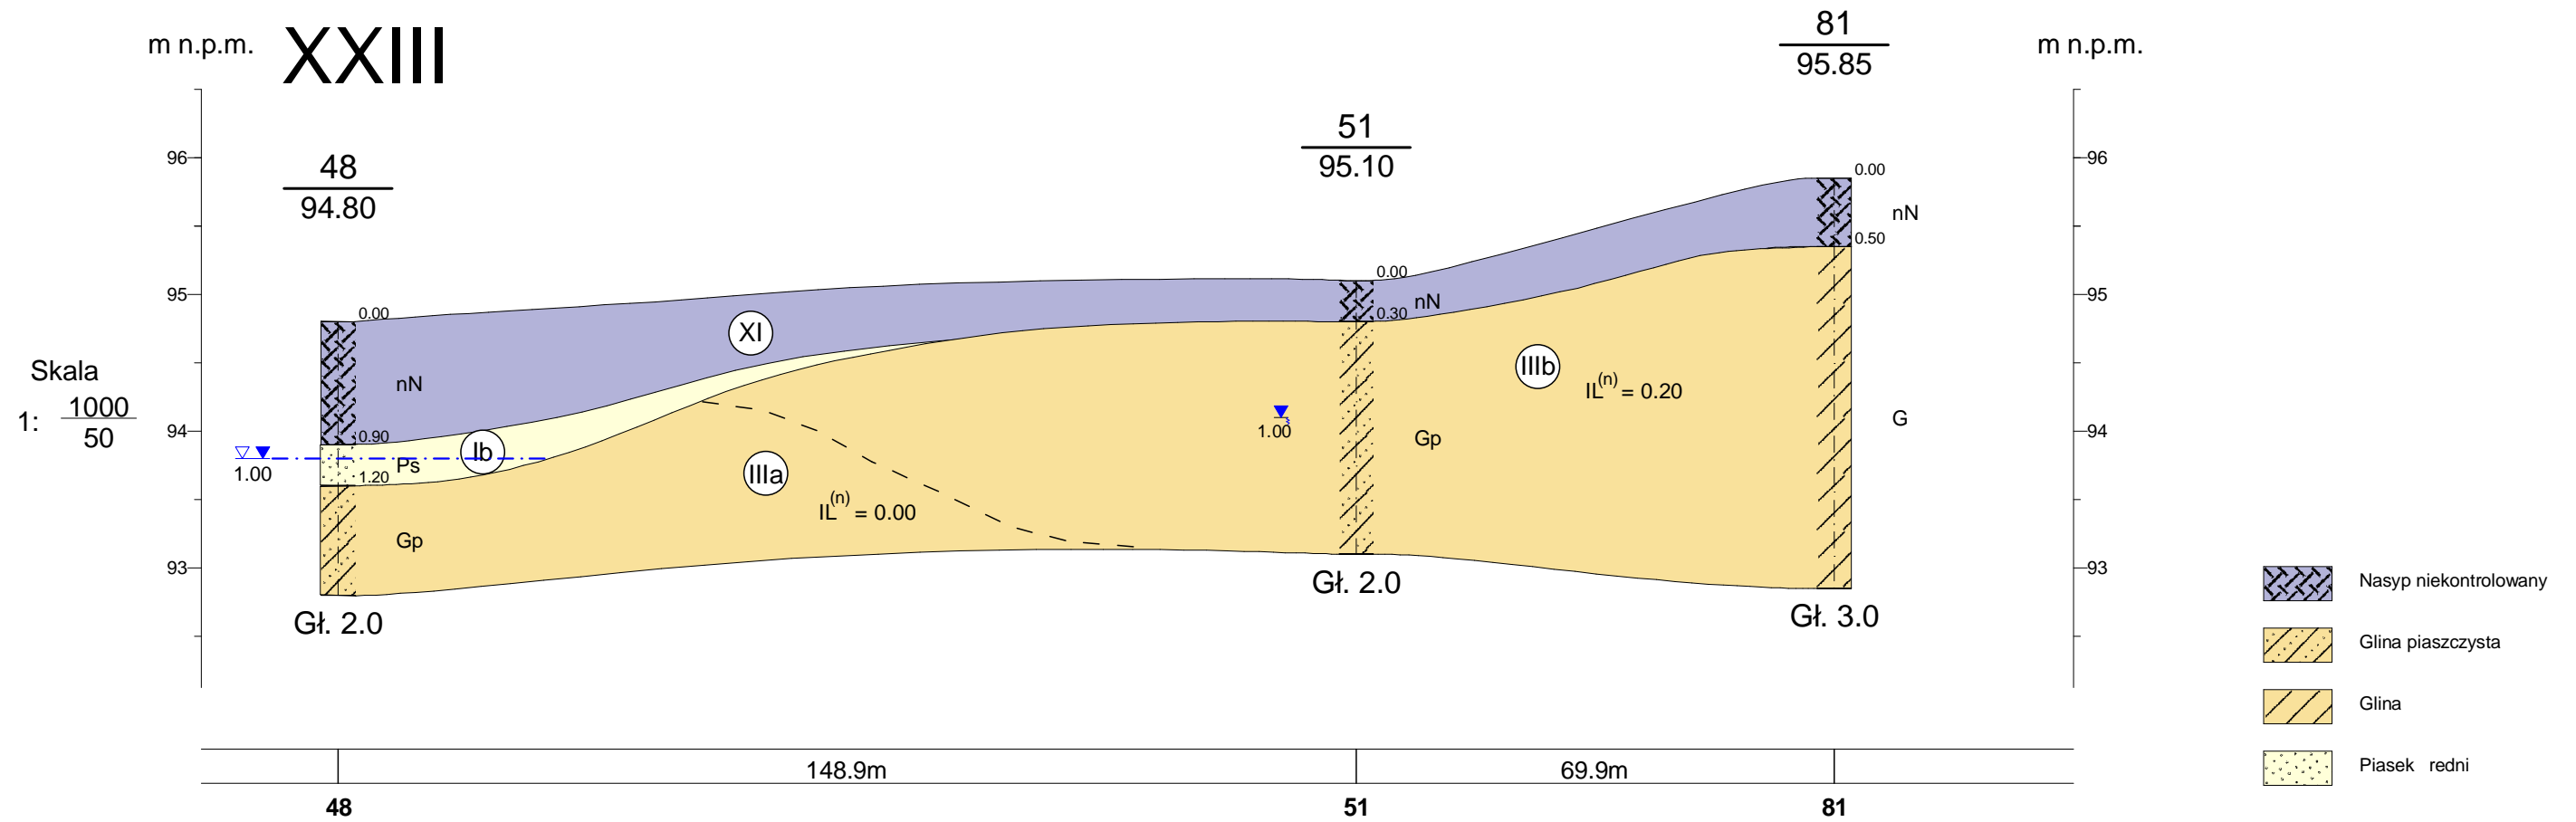 m n.p.m.
XXIII
81
95.85
m n.p.m.
51
95.10
48
94.80
96
96
0.00
nN
0.50
95
95
0.00
nN
0.30
0.00
XI
Skala
1: 1000
50
nN
IIIb
IL(n) = 0.20
94
94
1.00
Gp
G
0.90
Ib
Ps
1.20
1.00
IIIa
IL(n) = 0.00
Gp
93
93
Gł. 2.0
Gł. 2.0
Gł. 3.0
Nasyp niekontrolowany
Glina piaszczysta
Glina
Piasek redni
148.9m
69.9m
48
51
81